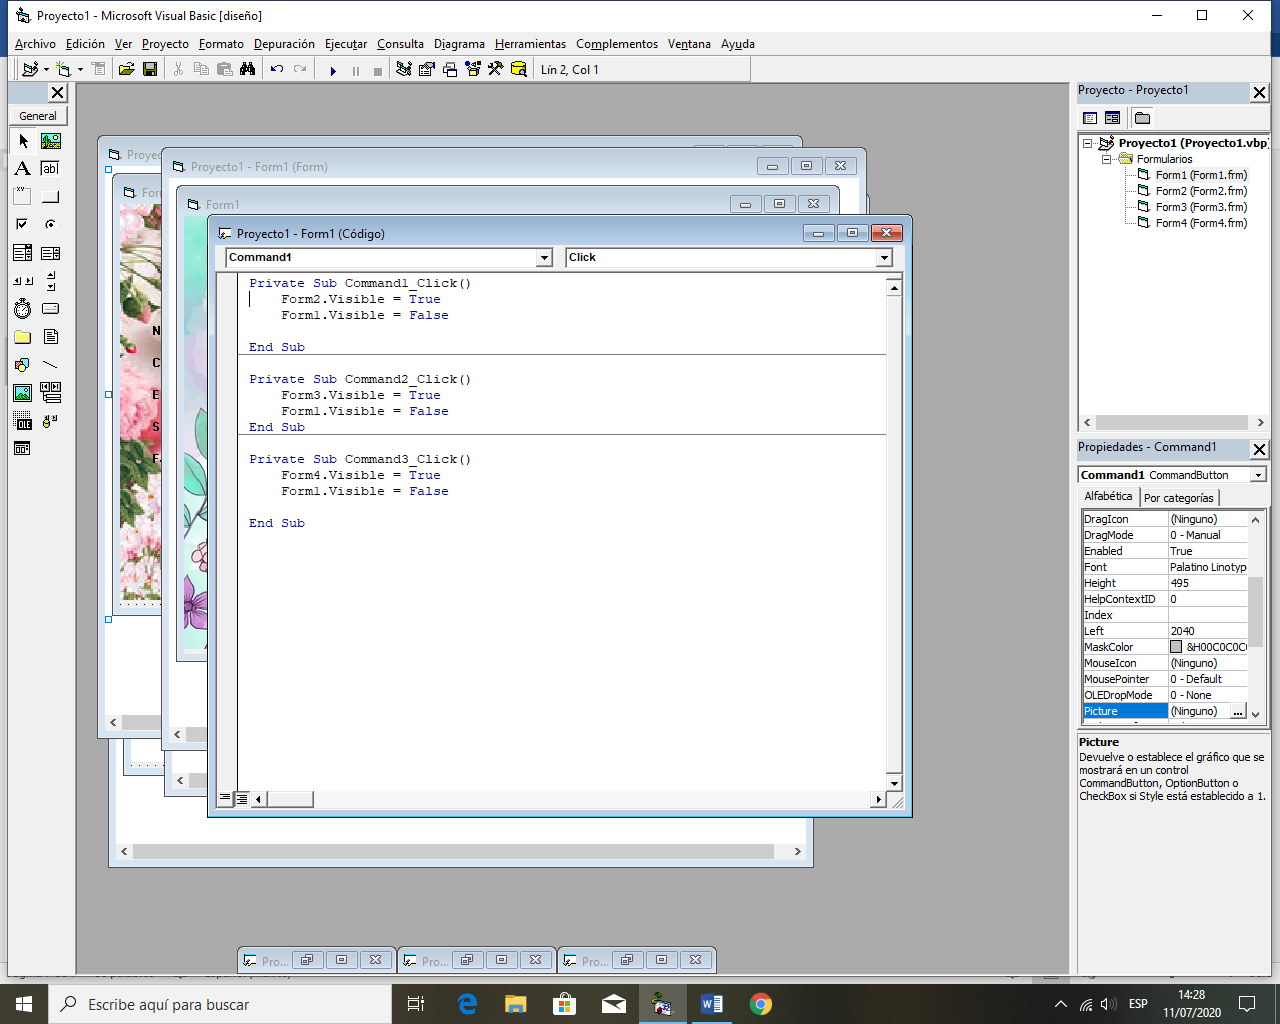 Proyecto1 - Microsoft Visual Basic [diseño]
Archivo Edición Ver Proyecto Formato Depuración Ejecutar Consulta Diagrama Herramientas Complementos Ventana Ayuda
Lín 2, Col 1
General
Proyecto1 - Form1 (Form)
Form1
Proyecto1 - Form1 (Código)
Command1
Click
Private Sub Command1_Click()
Form2.Visible = True
Form1.Visible = False
End Sub
Private Sub Command2_Click()
Form3.Visible = True
Form1.Visible = False
End Sub
Private Sub Command3_Click()
Form4.Visible = True
Form1.Visible = False
End Sub
N
C
E
S
Pro...
Pro...
Pro...
Proyecto - Proyecto1
Proyecto1 (Proyecto1.vbp)
Formularios
Form1 (Form1.frm)
Form2 (Form2.frm)
Form3 (Form3.frm)
Form4 (Form4.frm)
Propiedades - Command1
Command1 CommandButton
Alfabética Por categorías
DragIcon (Ninguno)
DragMode 0 - Manual
Enabled True
Font Palatino Linotyp
Height 495
HelpContextID 0
Index
Left 2040
MaskColor &H00C0C0C
MouseIcon (Ninguno)
MousePointer 0 - Default
OLEDropMode 0 - None
Picture (Ninguno) ...
Picture
Devuelve o establece el gráfico que se
mostrará en un control
CommandButton, OptionButton o
CheckBox si Style está establecido a 1.
Escribe aquí para buscar
ESP
14:28
11/07/2020